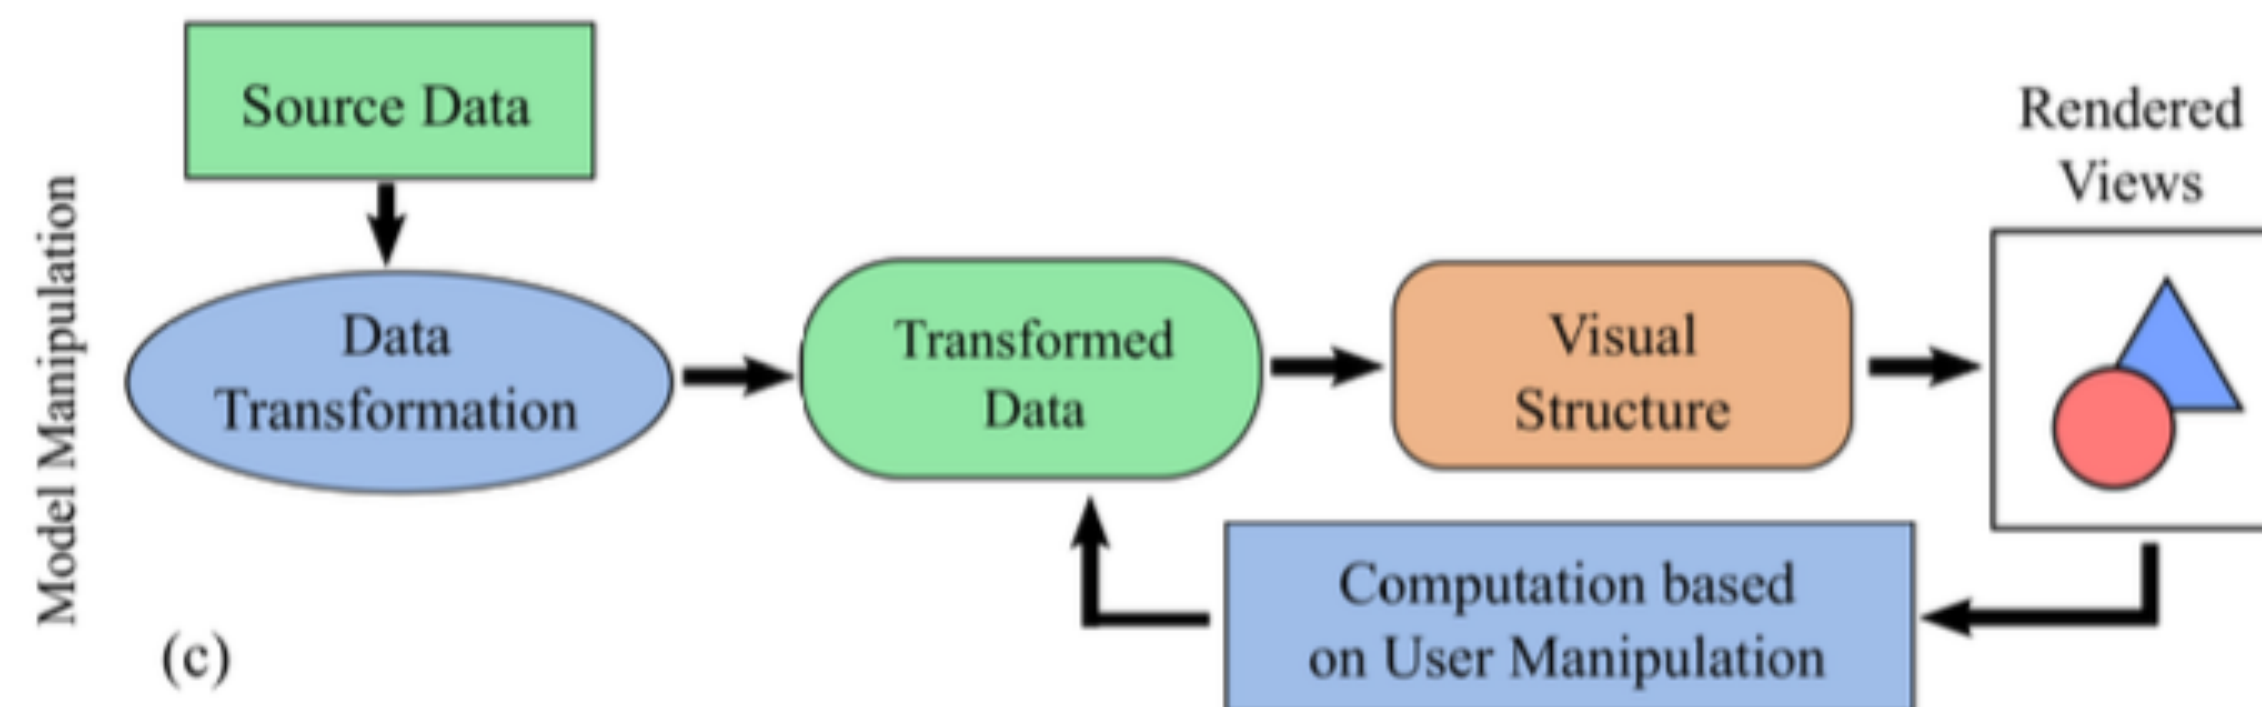 Model Manipulation
Source Data
Data
Transformation
Transformed
Data
Visual
Structure
Rendered
Views
Computation based
on User Manipulation
(c)